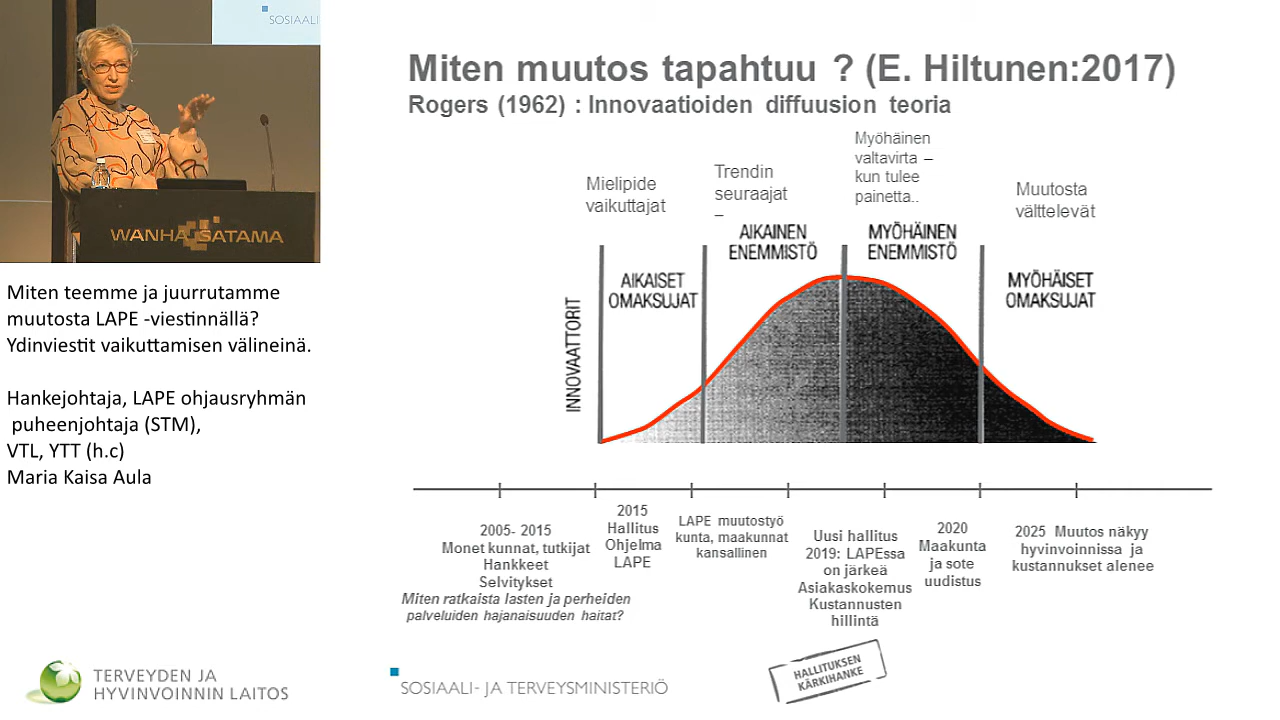 SOSIAALI
WANHA SATAMA
Miten teemme ja juurrutamme
muutosta LAPE -viestinnällä?
Ydinviestit vaikuttamisen välineinä.
Hankejohtaja, LAPE ohjausryhmän
puheenjohtaja (STM),
VTL, YTT (h.c)
Maria Kaisa Aula
Miten muutos tapahtuu ? (E. Hiltunen:2017)
Rogers (1962) : Innovaatioiden diffuusion teoria
Mielipide
vaikuttajat
Trendin
seuraajat
–
Myöhäinen
valtavirta –
kun tulee
painetta..
Muutosta
välttelevät
INNOVAATTORIT
AIKAISET
OMAKSUJAT
AIKAINEN
ENEMMISTÖ
MYÖHÄINEN
ENEMMISTÖ
MYÖHÄISET
OMAKSUJAT
2005- 2015
Monet kunnat, tutkijat
Hankkeet
Selvitykset
Miten ratkaista lasten ja perheiden
palveluiden hajanaisuuden haitat?
2015
Hallitus
Ohjelma
LAPE
LAPE muutostyö
kunta, maakunnat
kansallinen
Uusi hallitus
2019: LAPEssa
on järkeä
Asiakaskokemus
Kustannusten
hillintä
2020
Maakunta
ja sote
uudistus
2025 Muutos näkyy
hyvinvoinnissa ja
kustannukset alenee
TERVEYDEN JA
HYVINVOINNIN LAITOS
SOSIAALI- JA TERVEYSMINISTERIÖ
HALLITUKSEN
KÄRKIHANKE